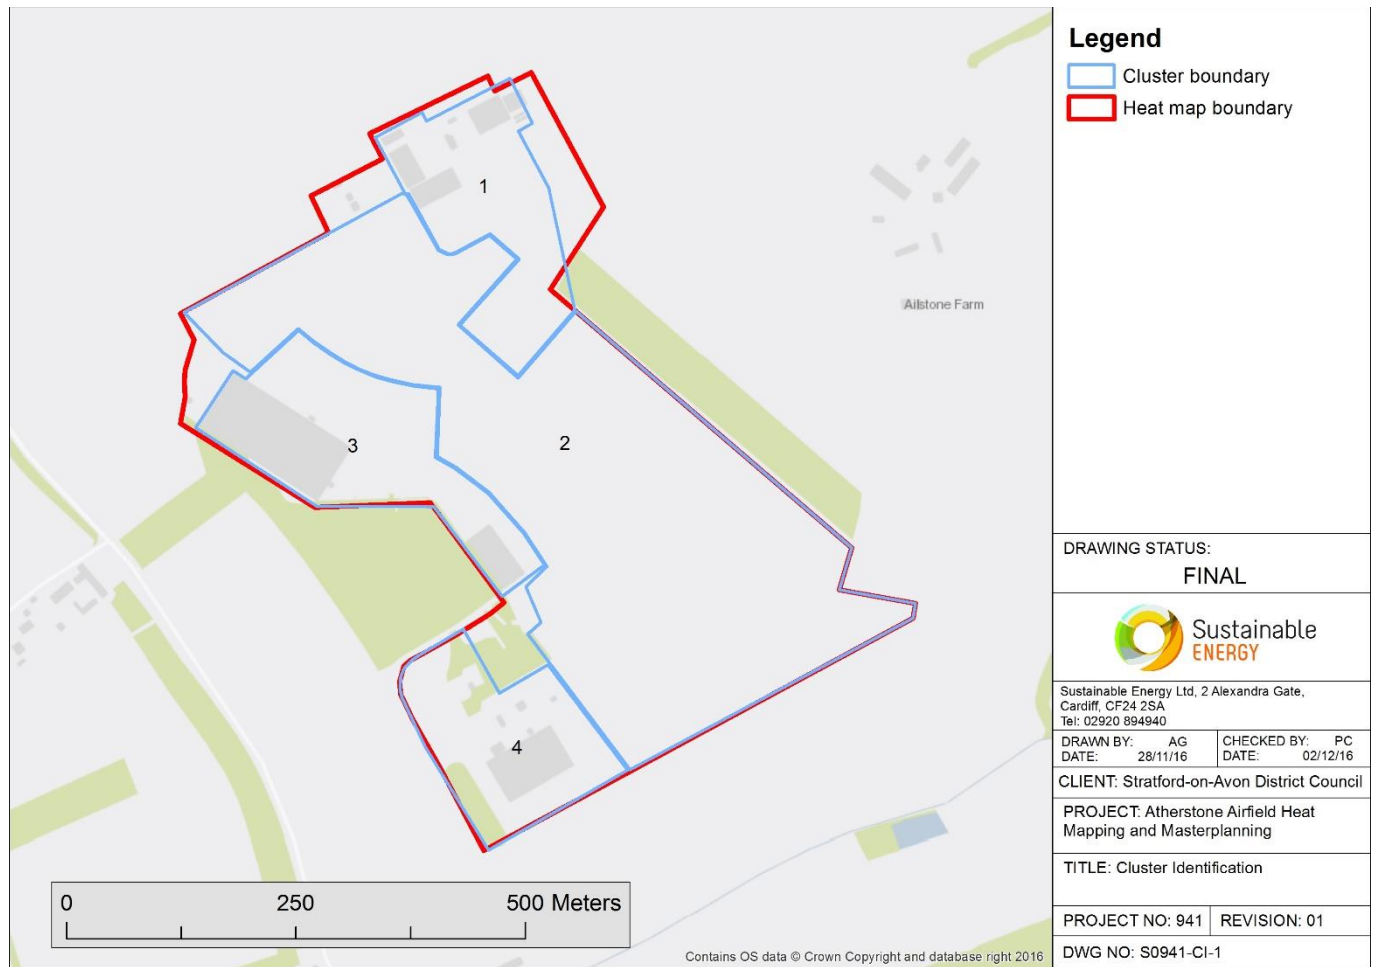 1
Ailstone Farm
3
2
4
0 250 500 Meters
Contains OS data © Crown Copyright and database right 2016
Legend
Cluster boundary
Heat map boundary
DRAWING STATUS:
FINAL
Sustainable
ENERGY
Sustainable Energy Ltd, 2 Alexandra Gate,
Cardiff, CF24 2SA
Tel: 02920 894940
DRAWN BY: AG
DATE: 28/11/16
CHECKED BY: PC
DATE: 02/12/16
CLIENT: Stratford-on-Avon District Council
PROJECT: Atherstone Airfield Heat
Mapping and Masterplanning
TITLE: Cluster Identification
PROJECT NO: 941
REVISION: 01
DWG NO: S0941-CI-1